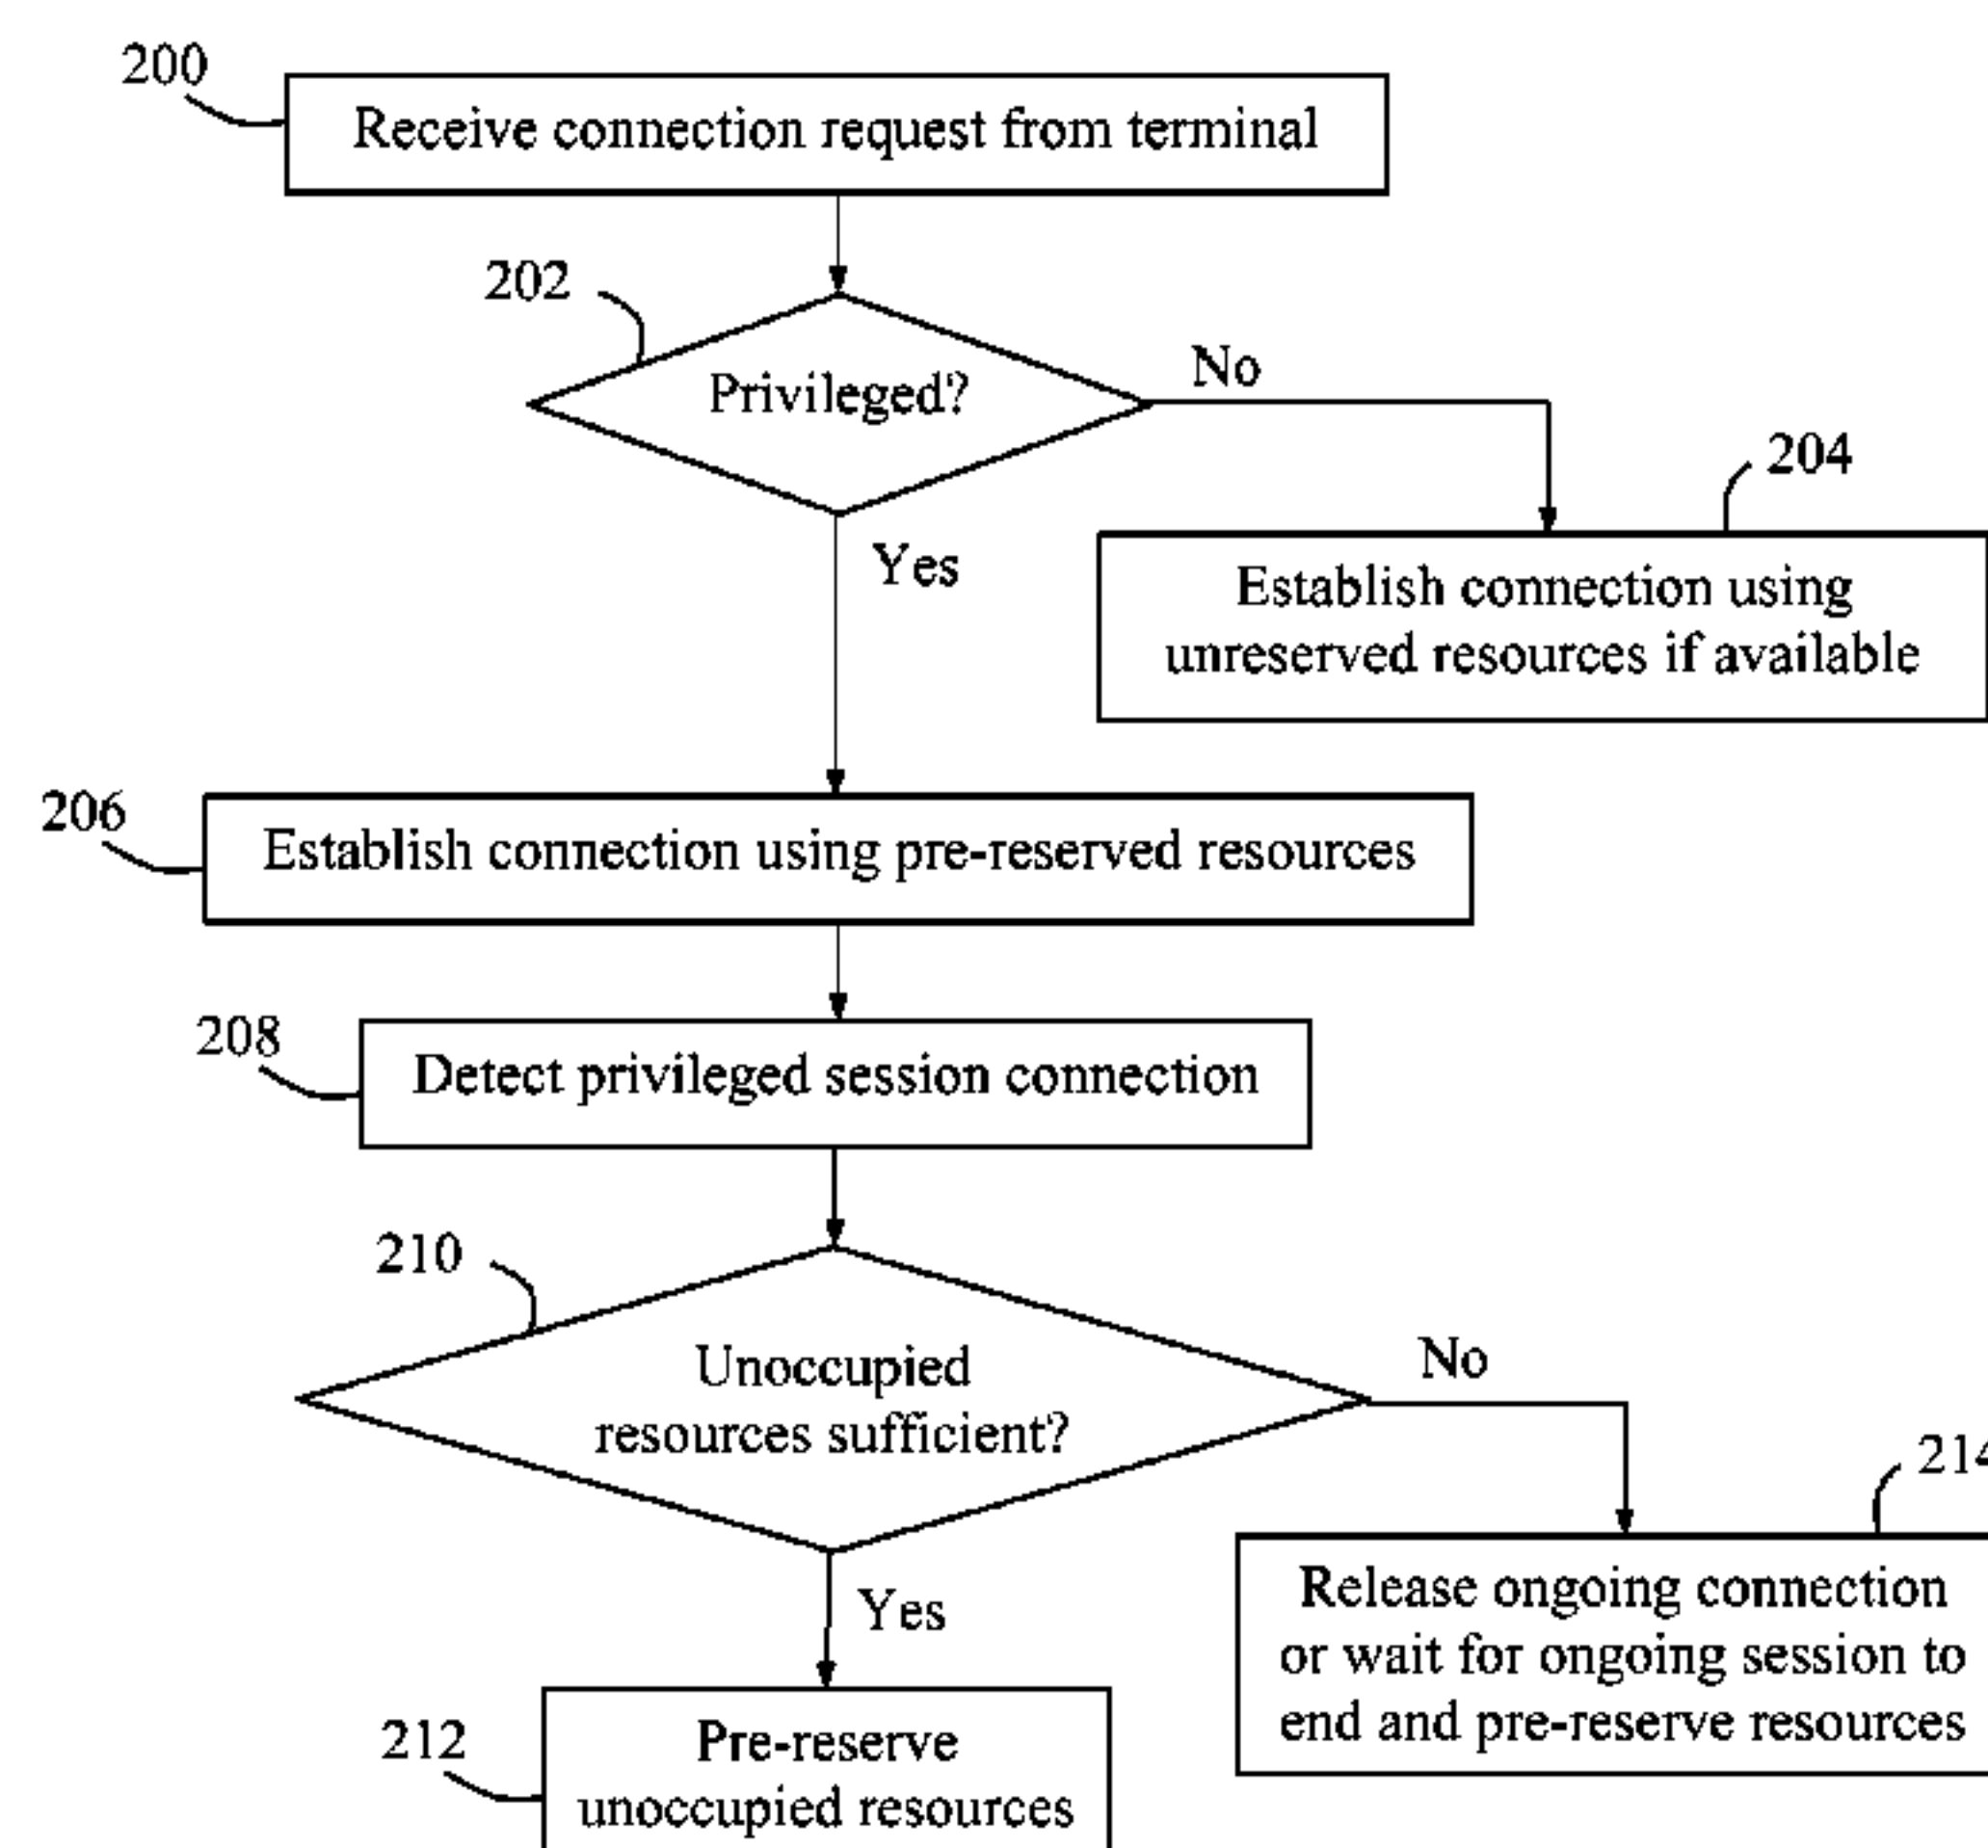 200
Receive connection request from terminal
202
Privileged?
No
204
Yes
Establish connection using
unreserved resources if available
206
Establish connection using pre-reserved resources
208
Detect privileged session connection
210
Unoccupied
resources sufficient?
No
214
Yes
Release ongoing connection
or wait for ongoing session to
end and pre-reserve resources
212
Pre-reserve
unoccupied resources